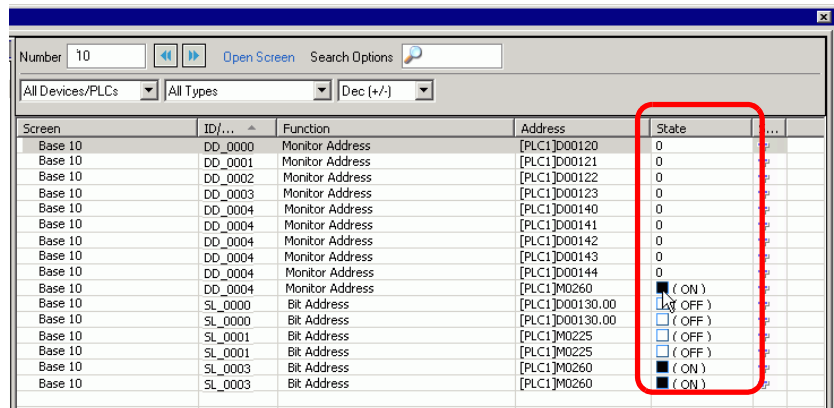 Number 10 Open Screen Search Options
All Devices/PLCs All Types Dec (+/-)
Screen ID/... Function Address State ...
Base 10 DD_0000 Monitor Address [PLC1]D00120 0
Base 10 DD_0001 Monitor Address [PLC1]D00121 0
Base 10 DD_0002 Monitor Address [PLC1]D00122 0
Base 10 DD_0003 Monitor Address [PLC1]D00123 0
Base 10 DD_0004 Monitor Address [PLC1]D00140 0
Base 10 DD_0004 Monitor Address [PLC1]D00141 0
Base 10 DD_0004 Monitor Address [PLC1]D00142 0
Base 10 DD_0004 Monitor Address [PLC1]D00143 0
Base 10 DD_0004 Monitor Address [PLC1]D00144 0
Base 10 DD_0004 Monitor Address [PLC1]M0260 ( ON )
Base 10 SL_0000 Bit Address [PLC1]D00130.00 ( OFF )
Base 10 SL_0000 Bit Address [PLC1]D00130.00 ( OFF )
Base 10 SL_0001 Bit Address [PLC1]M0225 ( OFF )
Base 10 SL_0001 Bit Address [PLC1]M0225 ( OFF )
Base 10 SL_0003 Bit Address [PLC1]M0260 ( ON )
Base 10 SL_0003 Bit Address [PLC1]M0260 ( ON )